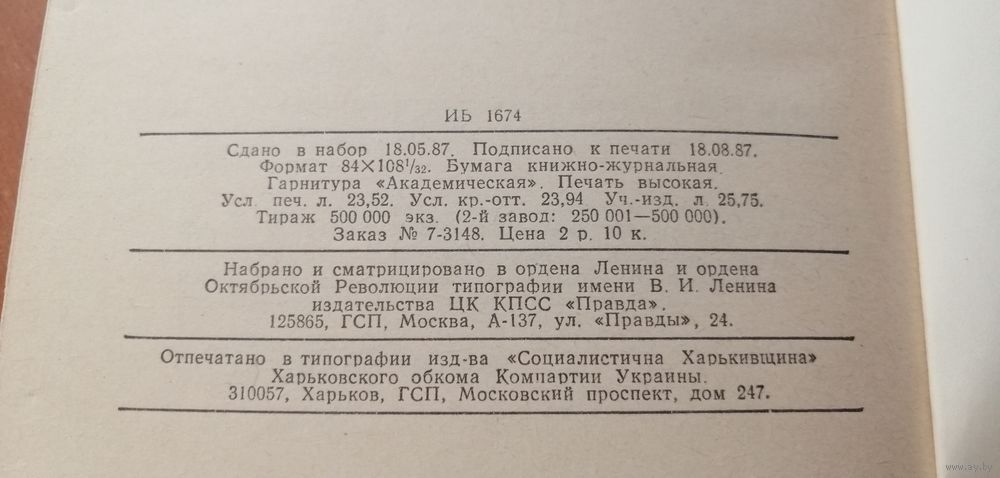 ИБ 1674
Сдано в набор 18.05.87. Подписано к печати 18.08.87.
Формат 84×108¹/₃₂. Бумага книжно-журнальная.
Гарнитура «Академическая». Печать высокая.
Усл. печ. л. 23,52. Усл. кр.-отт. 23,94 Уч.-изд. л. 25,75.
Тираж 500 000 экз. (2-й завод: 250 001—500 000).
Заказ № 7-3148. Цена 2 р. 10 к.
Набрано и сматрицировано в ордена Ленина и ордена
Октябрьской Революции типографии имени В. И. Ленина
издательства ЦК КПСС «Правда».
125865, ГСП, Москва, А-137, ул. «Правды», 24.
Отпечатано в типографии изд-ва «Социалистична Харькивщина»
Харьковского обкома Компартии Украины.
310057, Харьков, ГСП, Московский проспект, дом 247.
www.ay.by